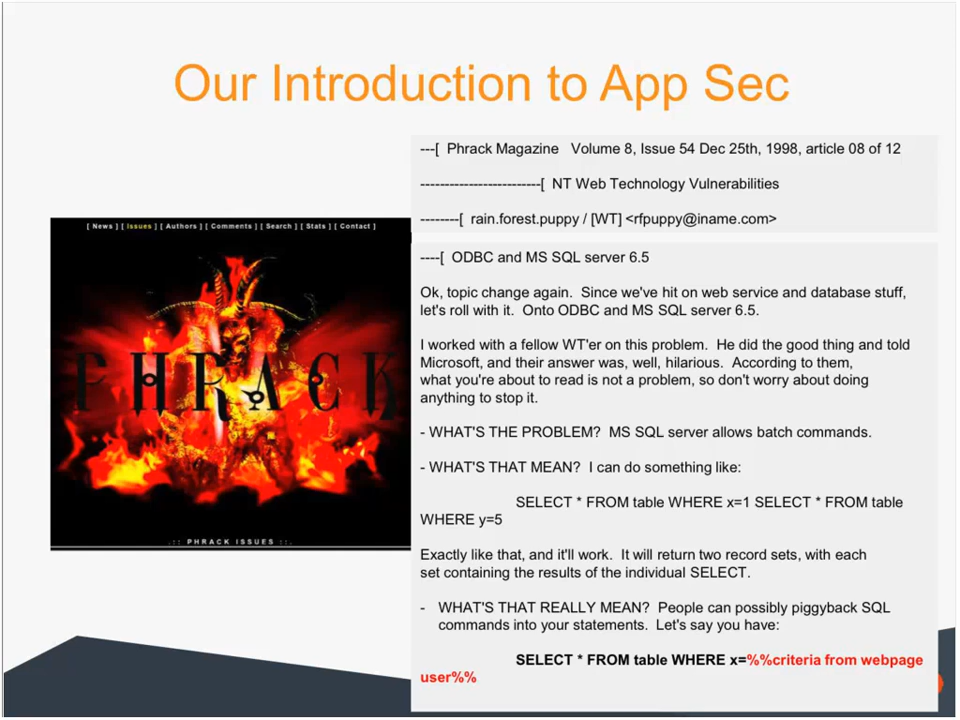 Our Introduction to App Sec
---[ Phrack Magazine Volume 8, Issue 54 Dec 25th, 1998, article 08 of 12
-------------------------[ NT Web Technology Vulnerabilities
--------[ rain.forest.puppy / [WT] <rfpuppy@iname.com>
[ News ] [ Issues ] [ Authors ] [ Comments ] [ Search ] [ Stats ] [ Contact ]
PHRACK
.:: PHRACK ISSUES ::.
----[ ODBC and MS SQL server 6.5
Ok, topic change again. Since we've hit on web service and database stuff,
let's roll with it. Onto ODBC and MS SQL server 6.5.
I worked with a fellow WT'er on this problem. He did the good thing and told
Microsoft, and their answer was, well, hilarious. According to them,
what you're about to read is not a problem, so don't worry about doing
anything to stop it.
- WHAT'S THE PROBLEM? MS SQL server allows batch commands.
- WHAT'S THAT MEAN? I can do something like:
SELECT * FROM table WHERE x=1 SELECT * FROM table
WHERE y=5
Exactly like that, and it'll work. It will return two record sets, with each
set containing the results of the individual SELECT.
- WHAT'S THAT REALLY MEAN? People can possibly piggyback SQL
commands into your statements. Let's say you have:
SELECT * FROM table WHERE x=%%criteria from webpage
user%%